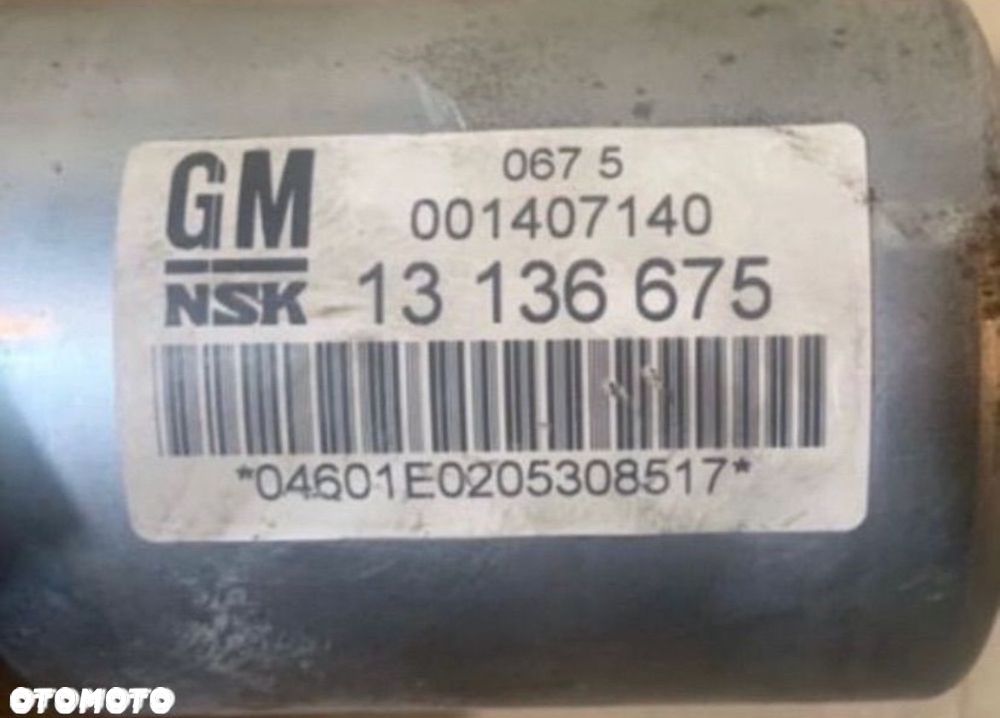 GM
NSK
067 5
001407140
13 136 675
*04601E0205308517*
OTOMOTO